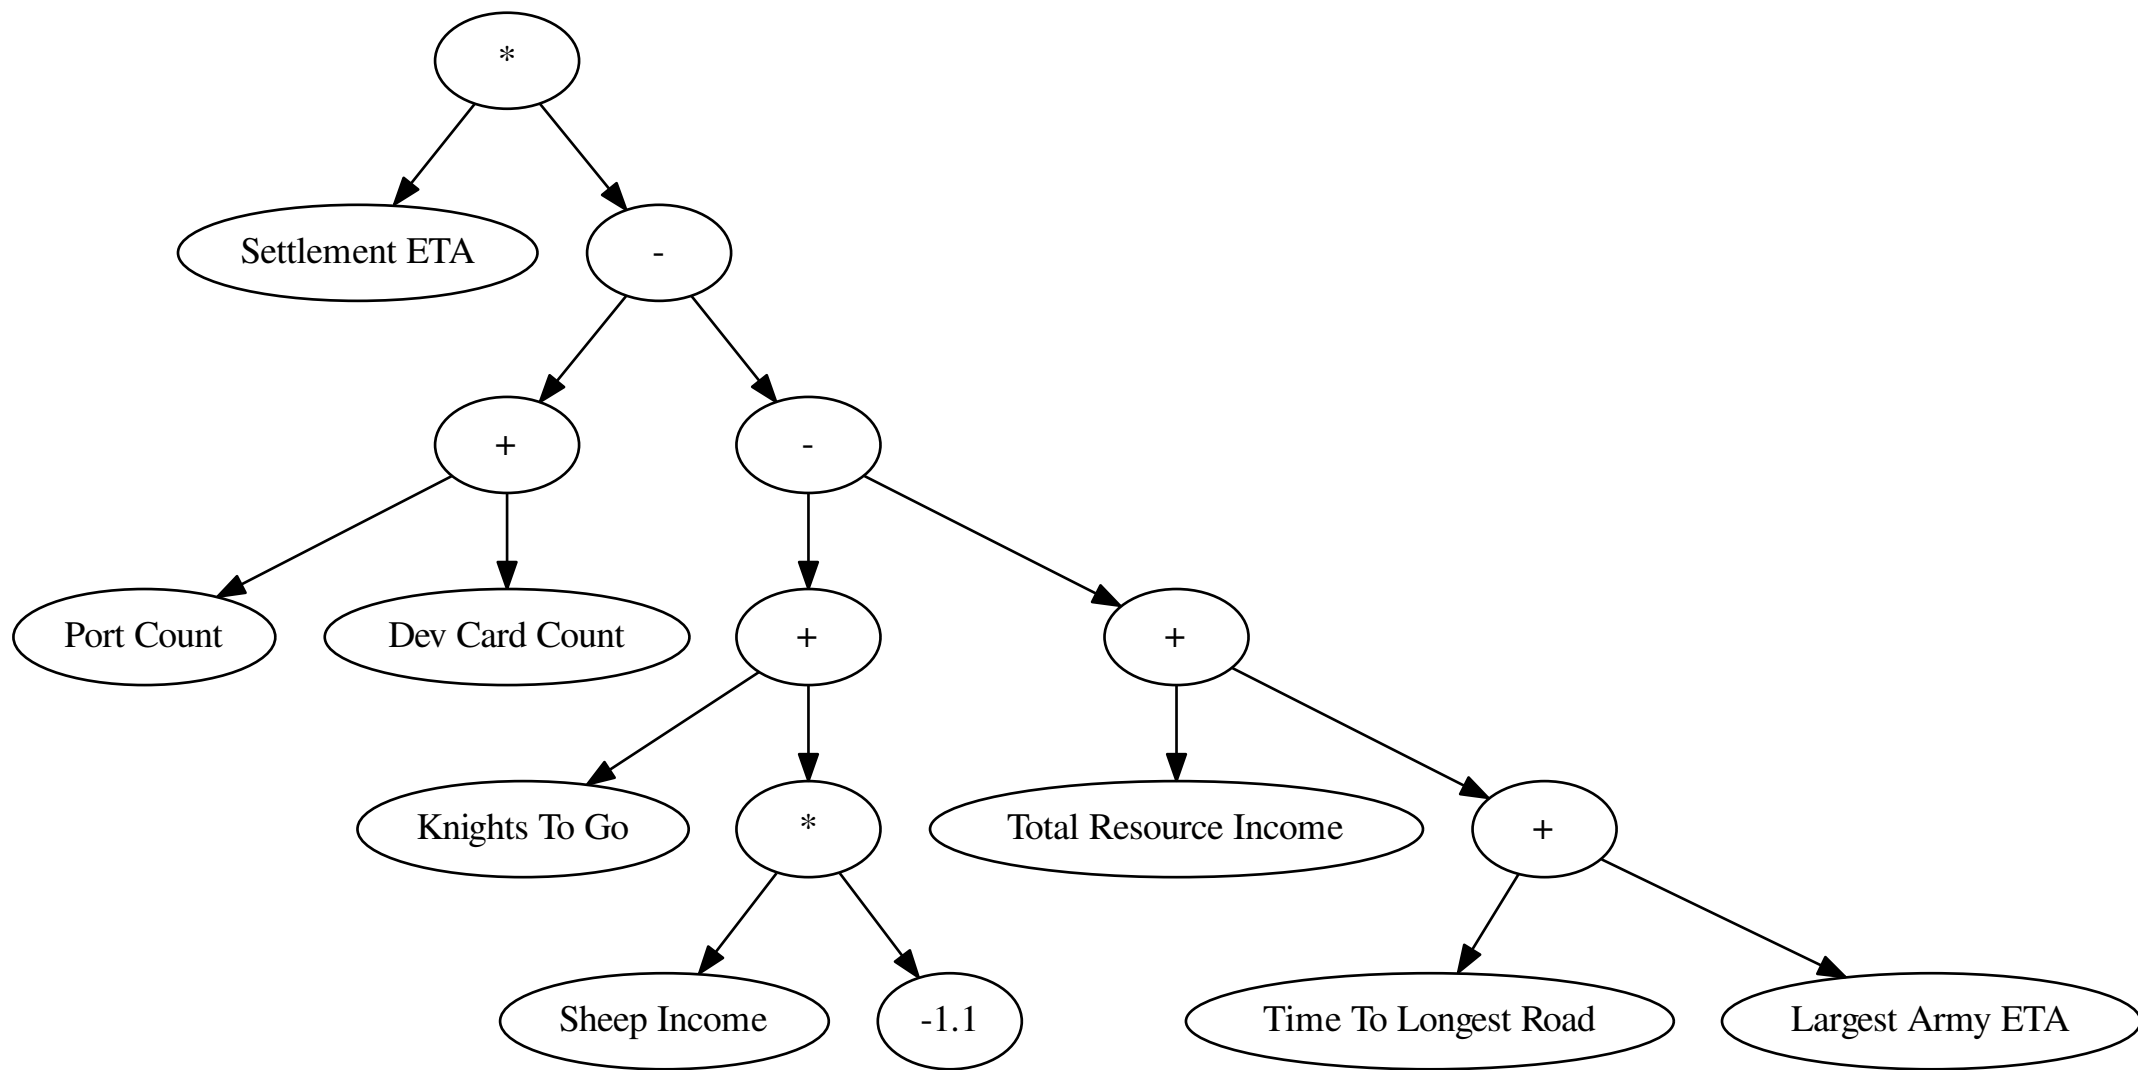 *
Settlement ETA
-
+
-
Port Count
Dev Card Count
+
+
Knights To Go
*
Total Resource Income
+
Sheep Income
-1.1
Time To Longest Road
Largest Army ETA